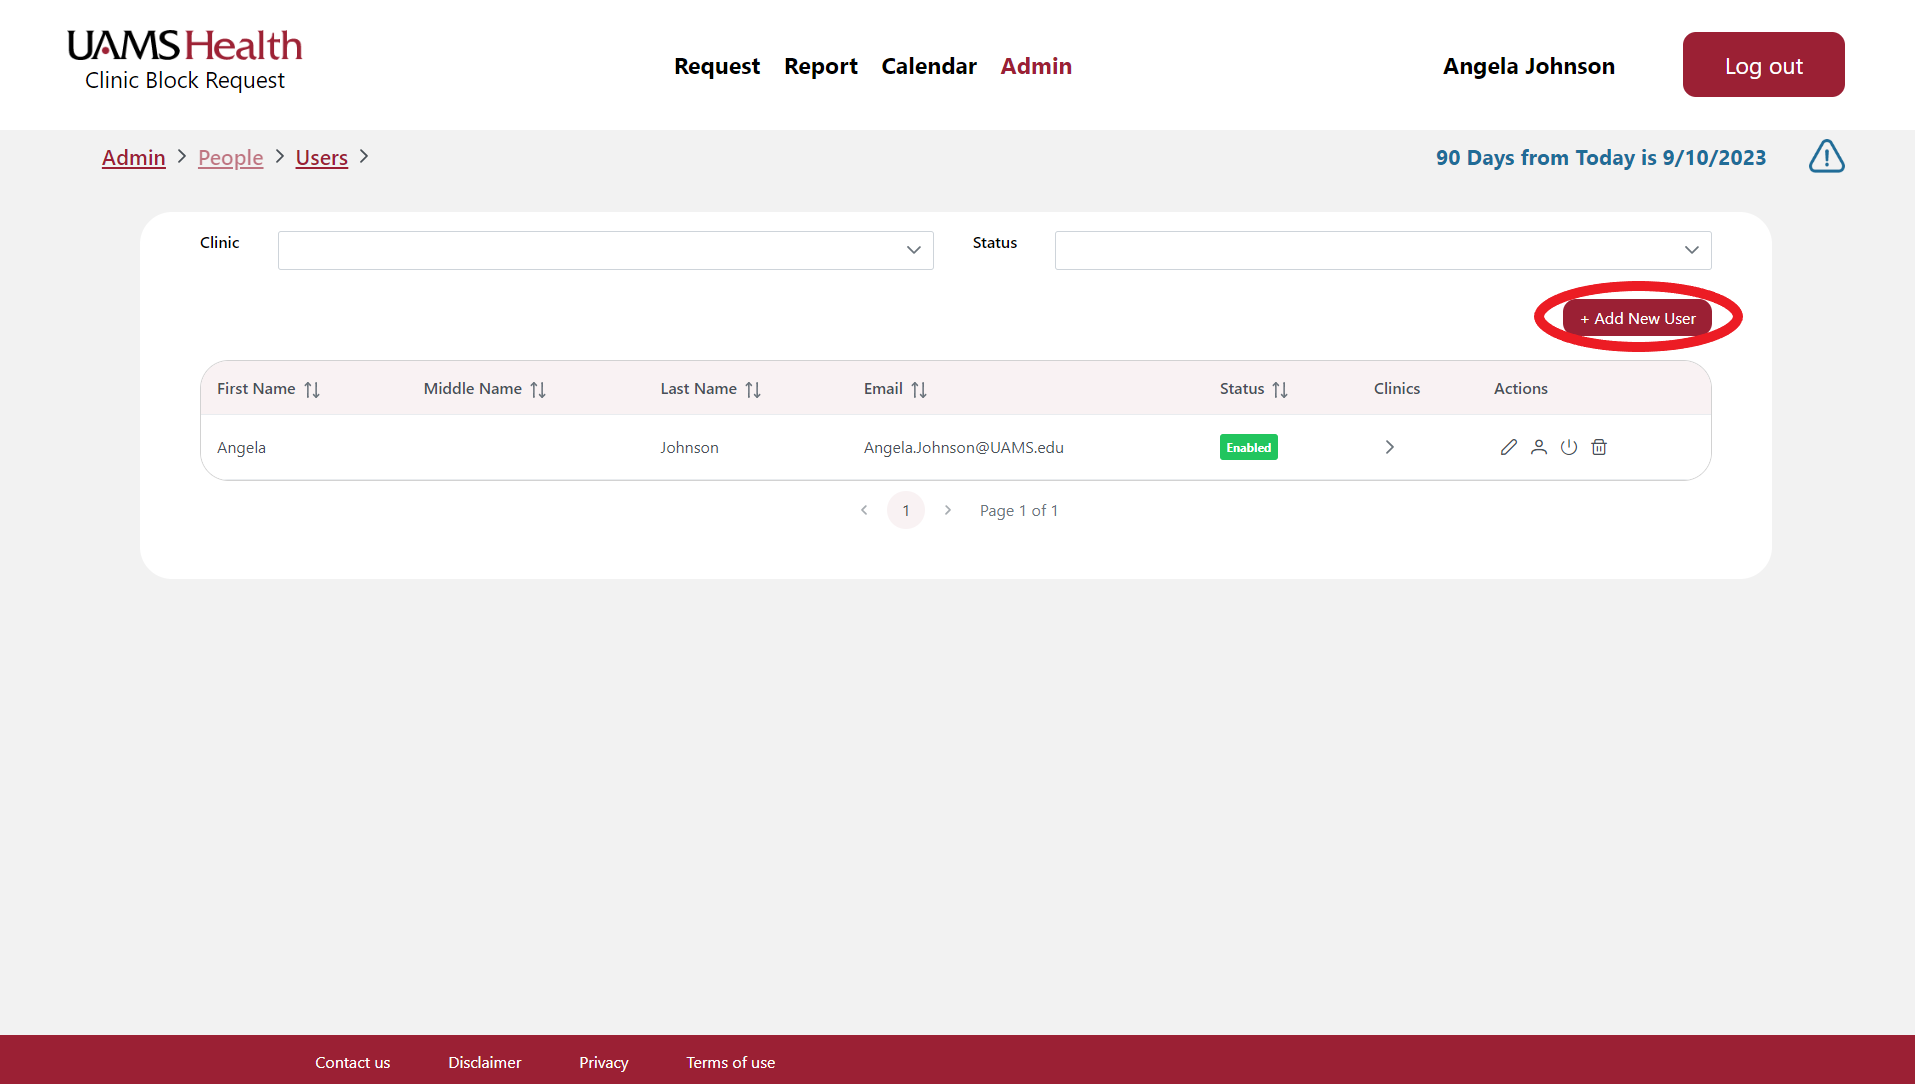 UAMS Health
Clinic Block Request
Request Report Calendar Admin
Angela Johnson
Log out
Admin > People > Users >
90 Days from Today is 9/10/2023
Clinic
Status
+ Add New User
First Name Middle Name Last Name Email Status Clinics Actions
Angela Johnson Angela.Johnson@UAMS.edu Enabled
1 Page 1 of 1
Contact us Disclaimer Privacy Terms of use